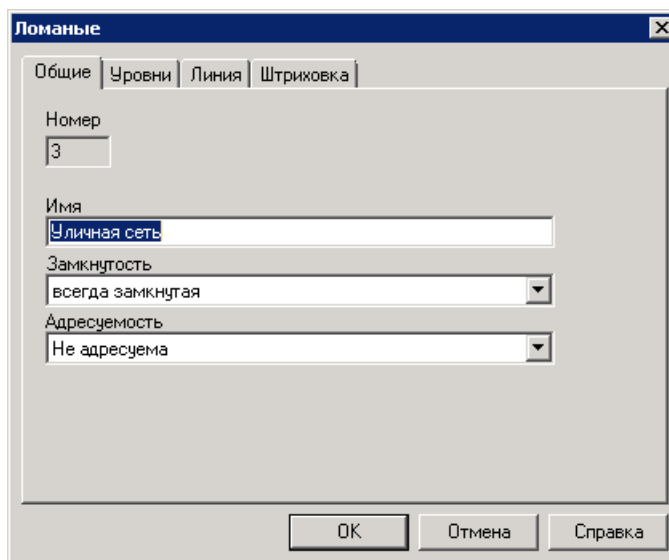 Ломаные
Общие Уровни Линия Штриховка
Номер
3
Имя
Уличная сеть
Замкнутость
всегда замкнутая
Адресуемость
Не адресуема
OK Отмена Справка